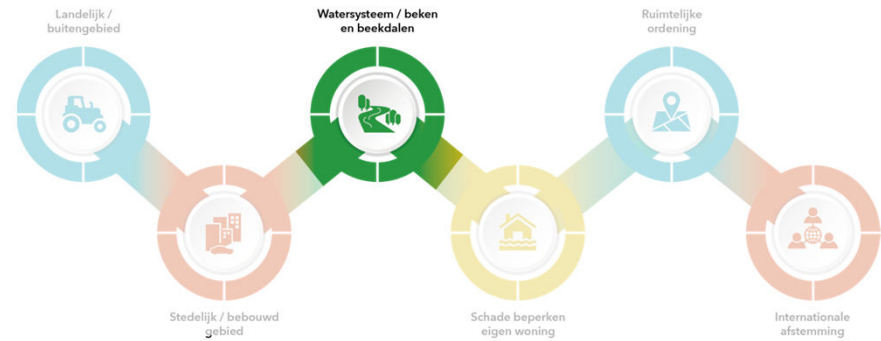 Landelijk /
buitengebied
Watersysteem / beken
en beekdalen
Ruimtelijke
ordening
Stedelijk / bebouwd
gebied
Schade beperken
eigen woning
Internationale
afstemming